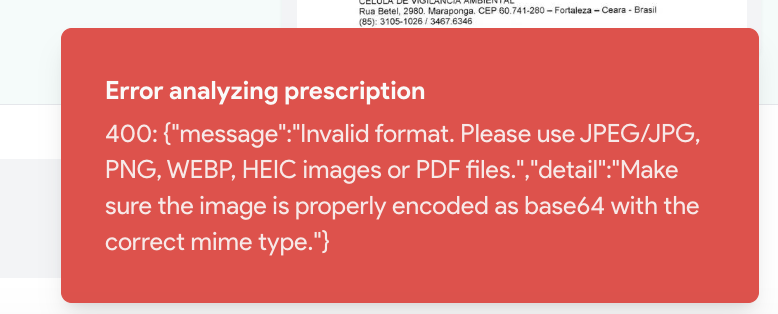 CÉLULA DE VIGILÂNCIA AMBIENTAL
Rua Betel, 2980. Maraponga. CEP 60.741-280 – Fortaleza – Ceara - Brasil
(85): 3105-1026 / 3467.6346
Error analyzing prescription
400: {"message":"Invalid format. Please use JPEG/JPG,
PNG, WEBP, HEIC images or PDF files.","detail":"Make
sure the image is properly encoded as base64 with the
correct mime type."}